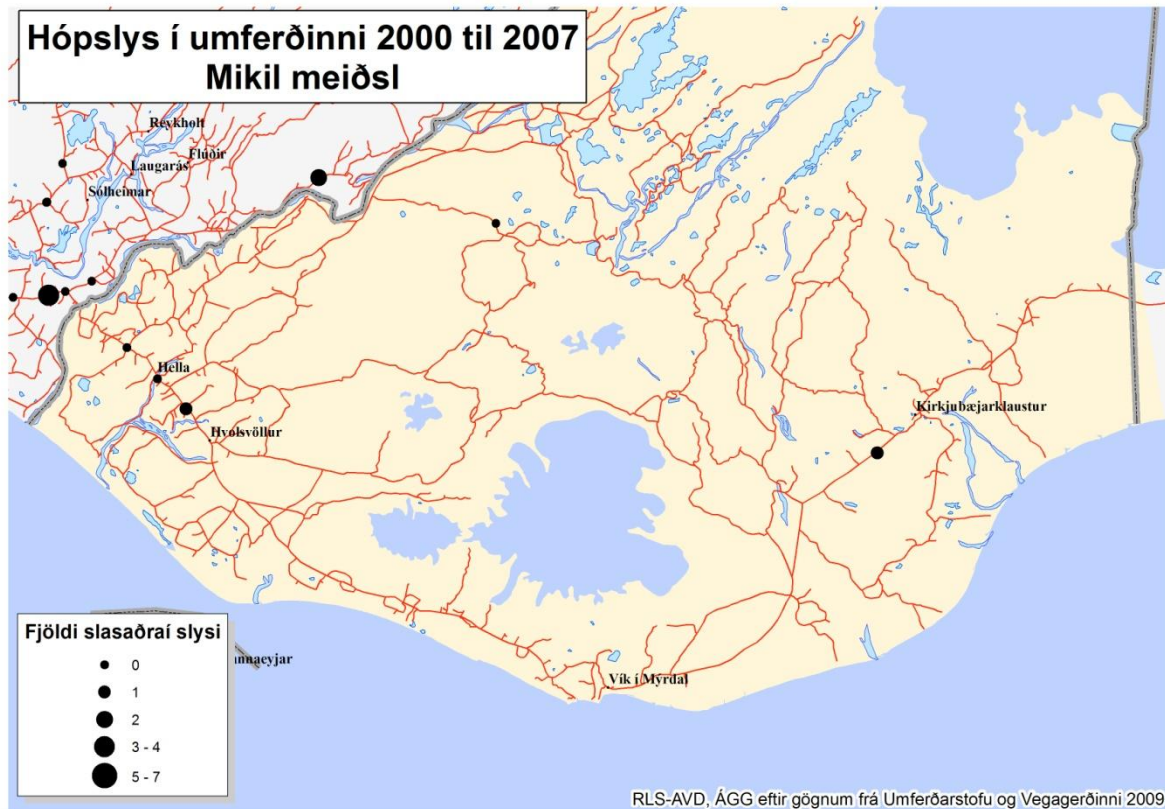 Hópslys í umferðinni 2000 til 2007
Mikil meiðsl
Reykholt
Laugarás
Flúðir
Sólheimar
Hella
Hvolsvöllur
Kirkjubæjarklaustur
Vík í Mýrdal
Fjöldi slasaðraí slysi
0
1
2
3 - 4
5 - 7
RLS-AVD, ÁGG eftir gögnum frá Umferðarstofu og Vegagerðinni 2009